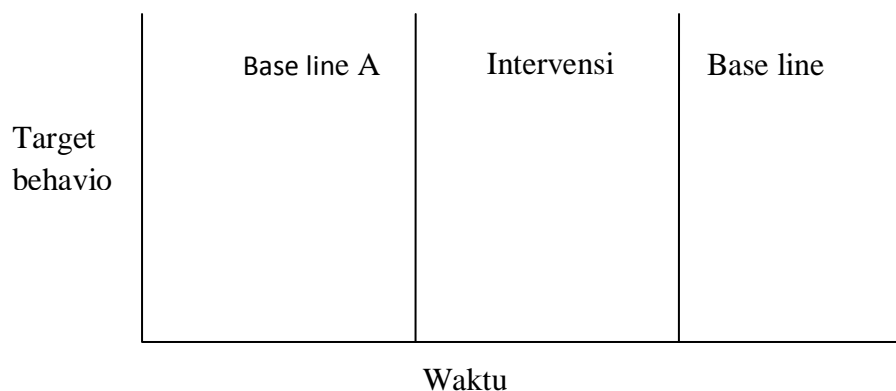 Base line A
Intervensi
Base line
Target
behavio
Waktu